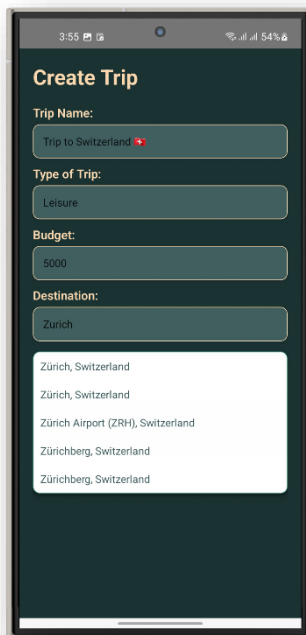 3:55 54%
Create Trip
Trip Name:
Trip to Switzerland 🇨🇭
Type of Trip:
Leisure
Budget:
5000
Destination:
Zurich
Zürich, Switzerland
Zürich, Switzerland
Zürich Airport (ZRH), Switzerland
Zürichberg, Switzerland
Zürichberg, Switzerland